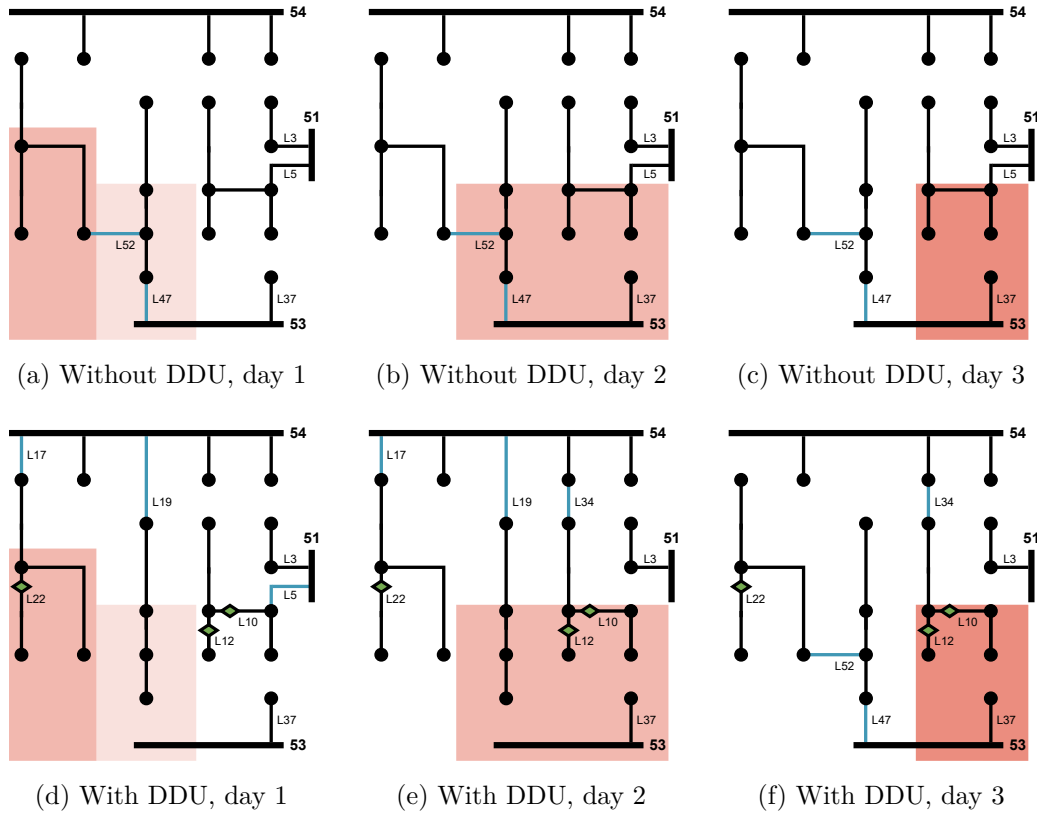 54 54 54
51 51 51
L3 L3 L3
L5 L5 L5
L52 L52 L52
L47 L37 L47 L37 L47 L37
53 53 53
(a) Without DDU, day 1 (b) Without DDU, day 2 (c) Without DDU, day 3
54 54 54
L17 L17
L19 L19 L34 L34
51 51 51
L3 L3 L3
L22 L5 L22 L22
L10 L10 L10
L12 L12 L12
L52
L37 L37 L47 L37
53 53 53
(d) With DDU, day 1 (e) With DDU, day 2 (f) With DDU, day 3